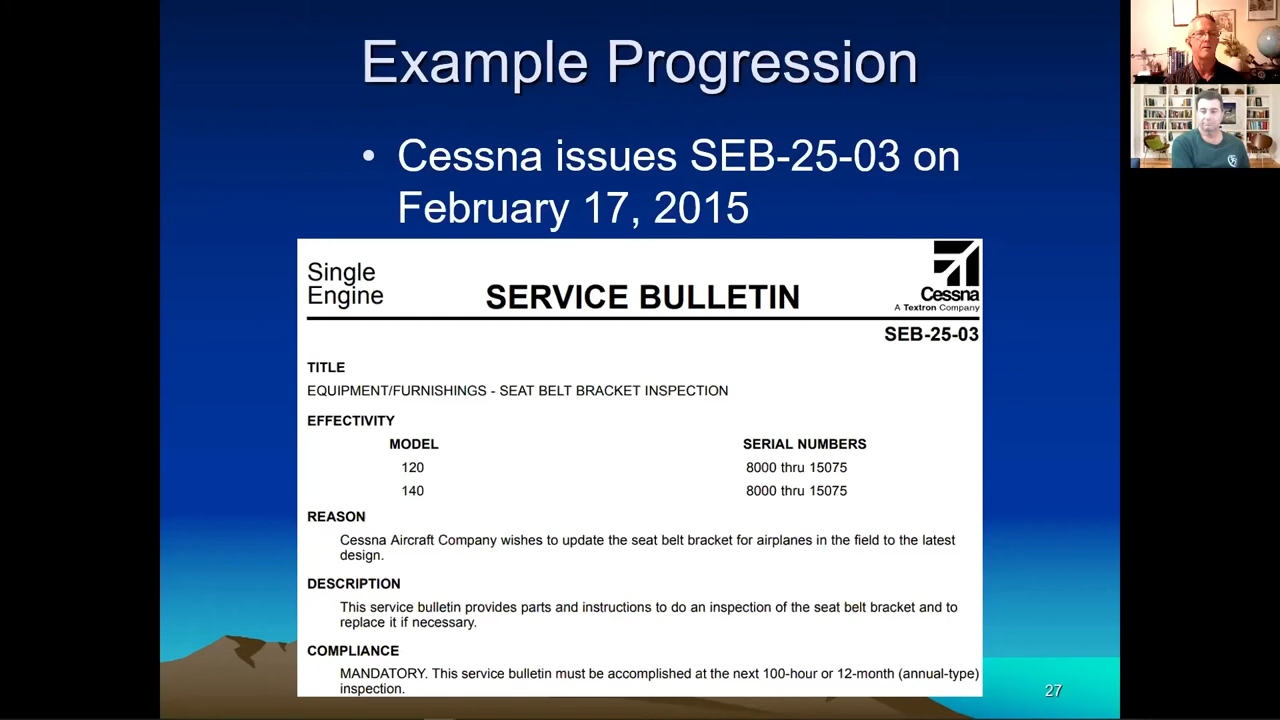 Example Progression
• Cessna issues SEB-25-03 on
February 17, 2015
Single
Engine
SERVICE BULLETIN
Cessna
A Textron Company
SEB-25-03
TITLE
EQUIPMENT/FURNISHINGS - SEAT BELT BRACKET INSPECTION
EFFECTIVITY
MODEL SERIAL NUMBERS
120 8000 thru 15075
140 8000 thru 15075
REASON
Cessna Aircraft Company wishes to update the seat belt bracket for airplanes in the field to the latest
design.
DESCRIPTION
This service bulletin provides parts and instructions to do an inspection of the seat belt bracket and to
replace it if necessary.
COMPLIANCE
MANDATORY. This service bulletin must be accomplished at the next 100-hour or 12-month (annual-type)
inspection.
27